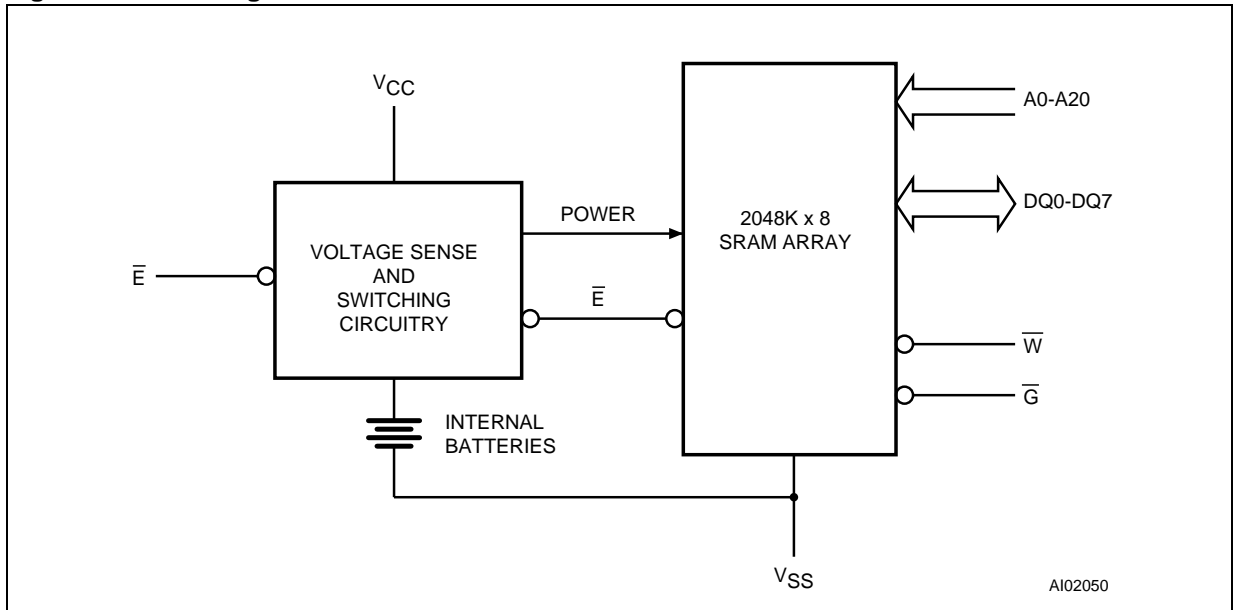 VCC
A0-A20
DQ0-DQ7
POWER
2048K x 8
SRAM ARRAY
VOLTAGE SENSE
AND
SWITCHING
CIRCUITRY
E̅
E̅
W̅
G̅
INTERNAL
BATTERIES
VSS
AI02050